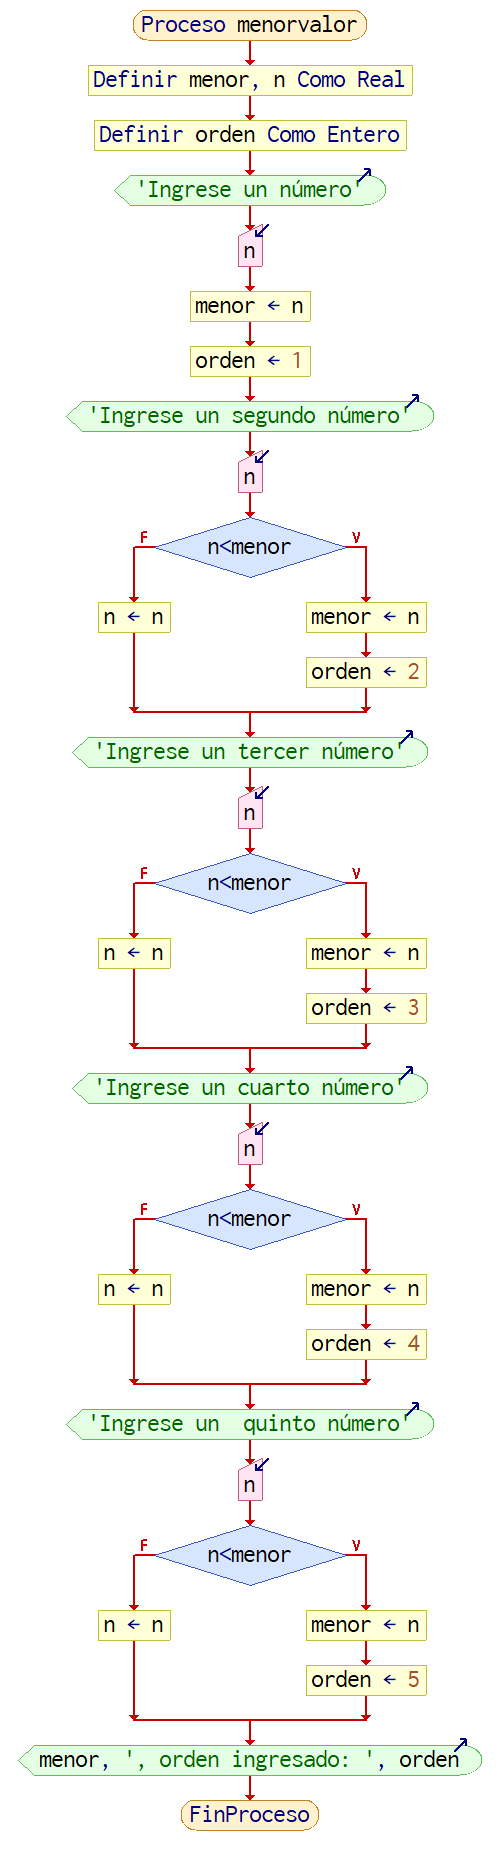 Proceso menorvalor
Definir menor, n Como Real
Definir orden Como Entero
'Ingrese un número'
n
menor ← n
orden ← 1
'Ingrese un segundo número'
n
n<menor
F
V
n ← n
menor ← n
orden ← 2
'Ingrese un tercer número'
n
n<menor
F
V
n ← n
menor ← n
orden ← 3
'Ingrese un cuarto número'
n
n<menor
F
V
n ← n
menor ← n
orden ← 4
'Ingrese un  quinto número'
n
n<menor
F
V
n ← n
menor ← n
orden ← 5
menor, ', orden ingresado: ', orden
FinProceso